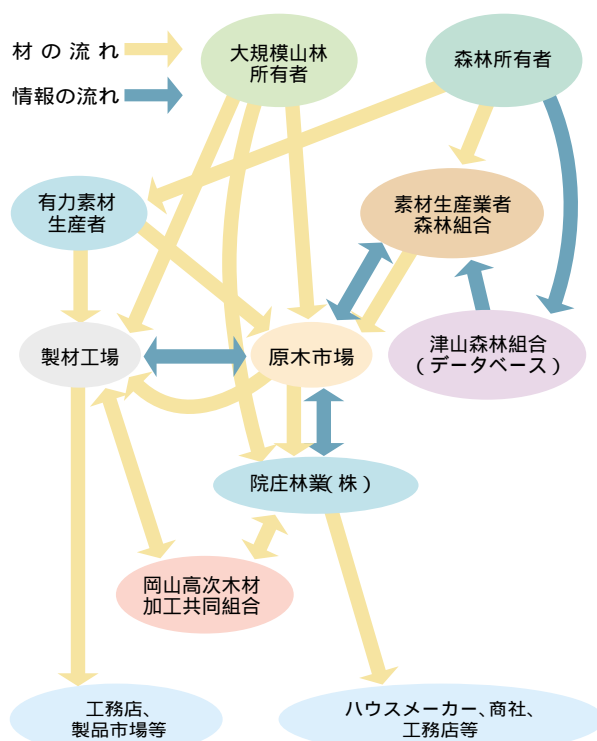 材の流れ
情報の流れ
大規模山林
所有者
森林所有者
有力素材
生産者
素材生産業者
森林組合
製材工場
原木市場
津山森林組合
(データベース)
院庄林業(株)
岡山高次木材
加工共同組合
工務店、
製品市場等
ハウスメーカー、商社、
工務店等